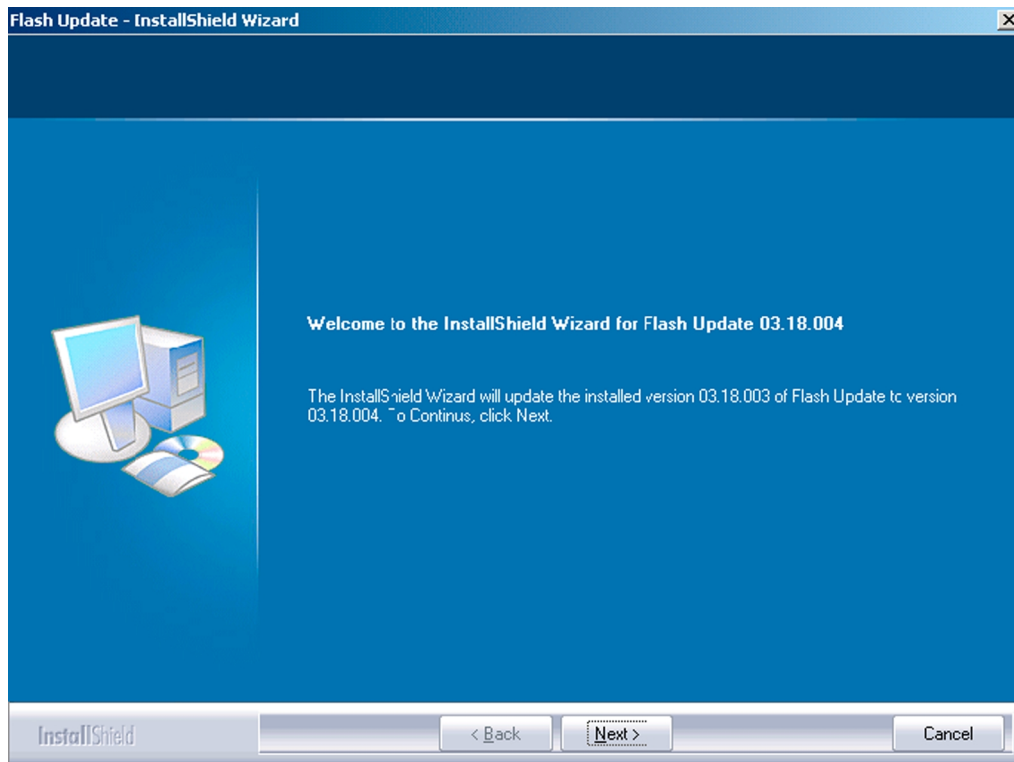 Flash Update - InstallShield Wizard
Welcome to the InstallShield Wizard for Flash Update 03.18.004
The InstallShield Wizard will update the installed version 03.18.003 of Flash Update to version
03.18.004. To Continue, click Next.
InstallShield
< Back
Next >
Cancel